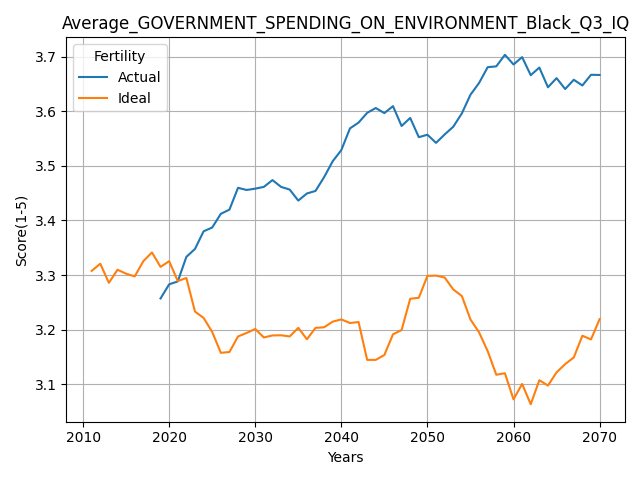 Average_GOVERNMENT_SPENDING_ON_ENVIRONMENT_Black_Q3_IQ
Fertility
Actual
Ideal
Score(1-5)
3.7
3.6
3.5
3.4
3.3
3.2
3.1
2010 2020 2030 2040 2050 2060 2070
Years